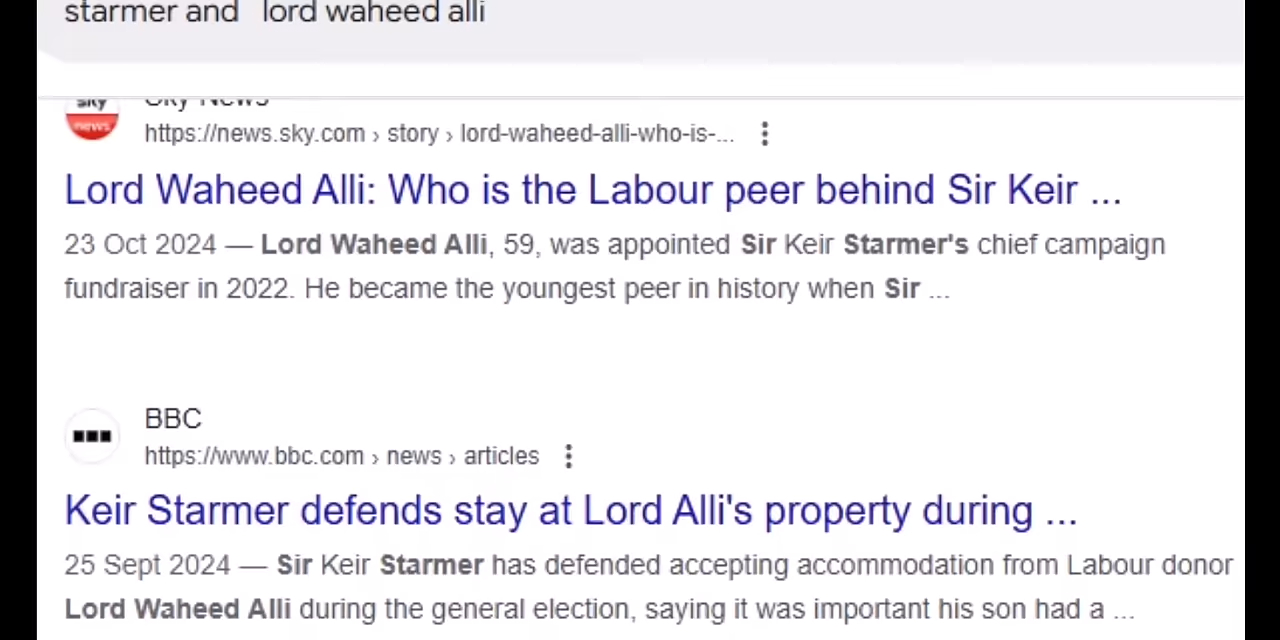 starmer and lord waheed alli
sky
news
Sky News
https://news.sky.com › story › lord-waheed-alli-who-is-...
Lord Waheed Alli: Who is the Labour peer behind Sir Keir ...
23 Oct 2024 — Lord Waheed Alli, 59, was appointed Sir Keir Starmer's chief campaign
fundraiser in 2022. He became the youngest peer in history when Sir ...
BBC
https://www.bbc.com › news › articles
Keir Starmer defends stay at Lord Alli's property during ...
25 Sept 2024 — Sir Keir Starmer has defended accepting accommodation from Labour donor
Lord Waheed Alli during the general election, saying it was important his son had a ...